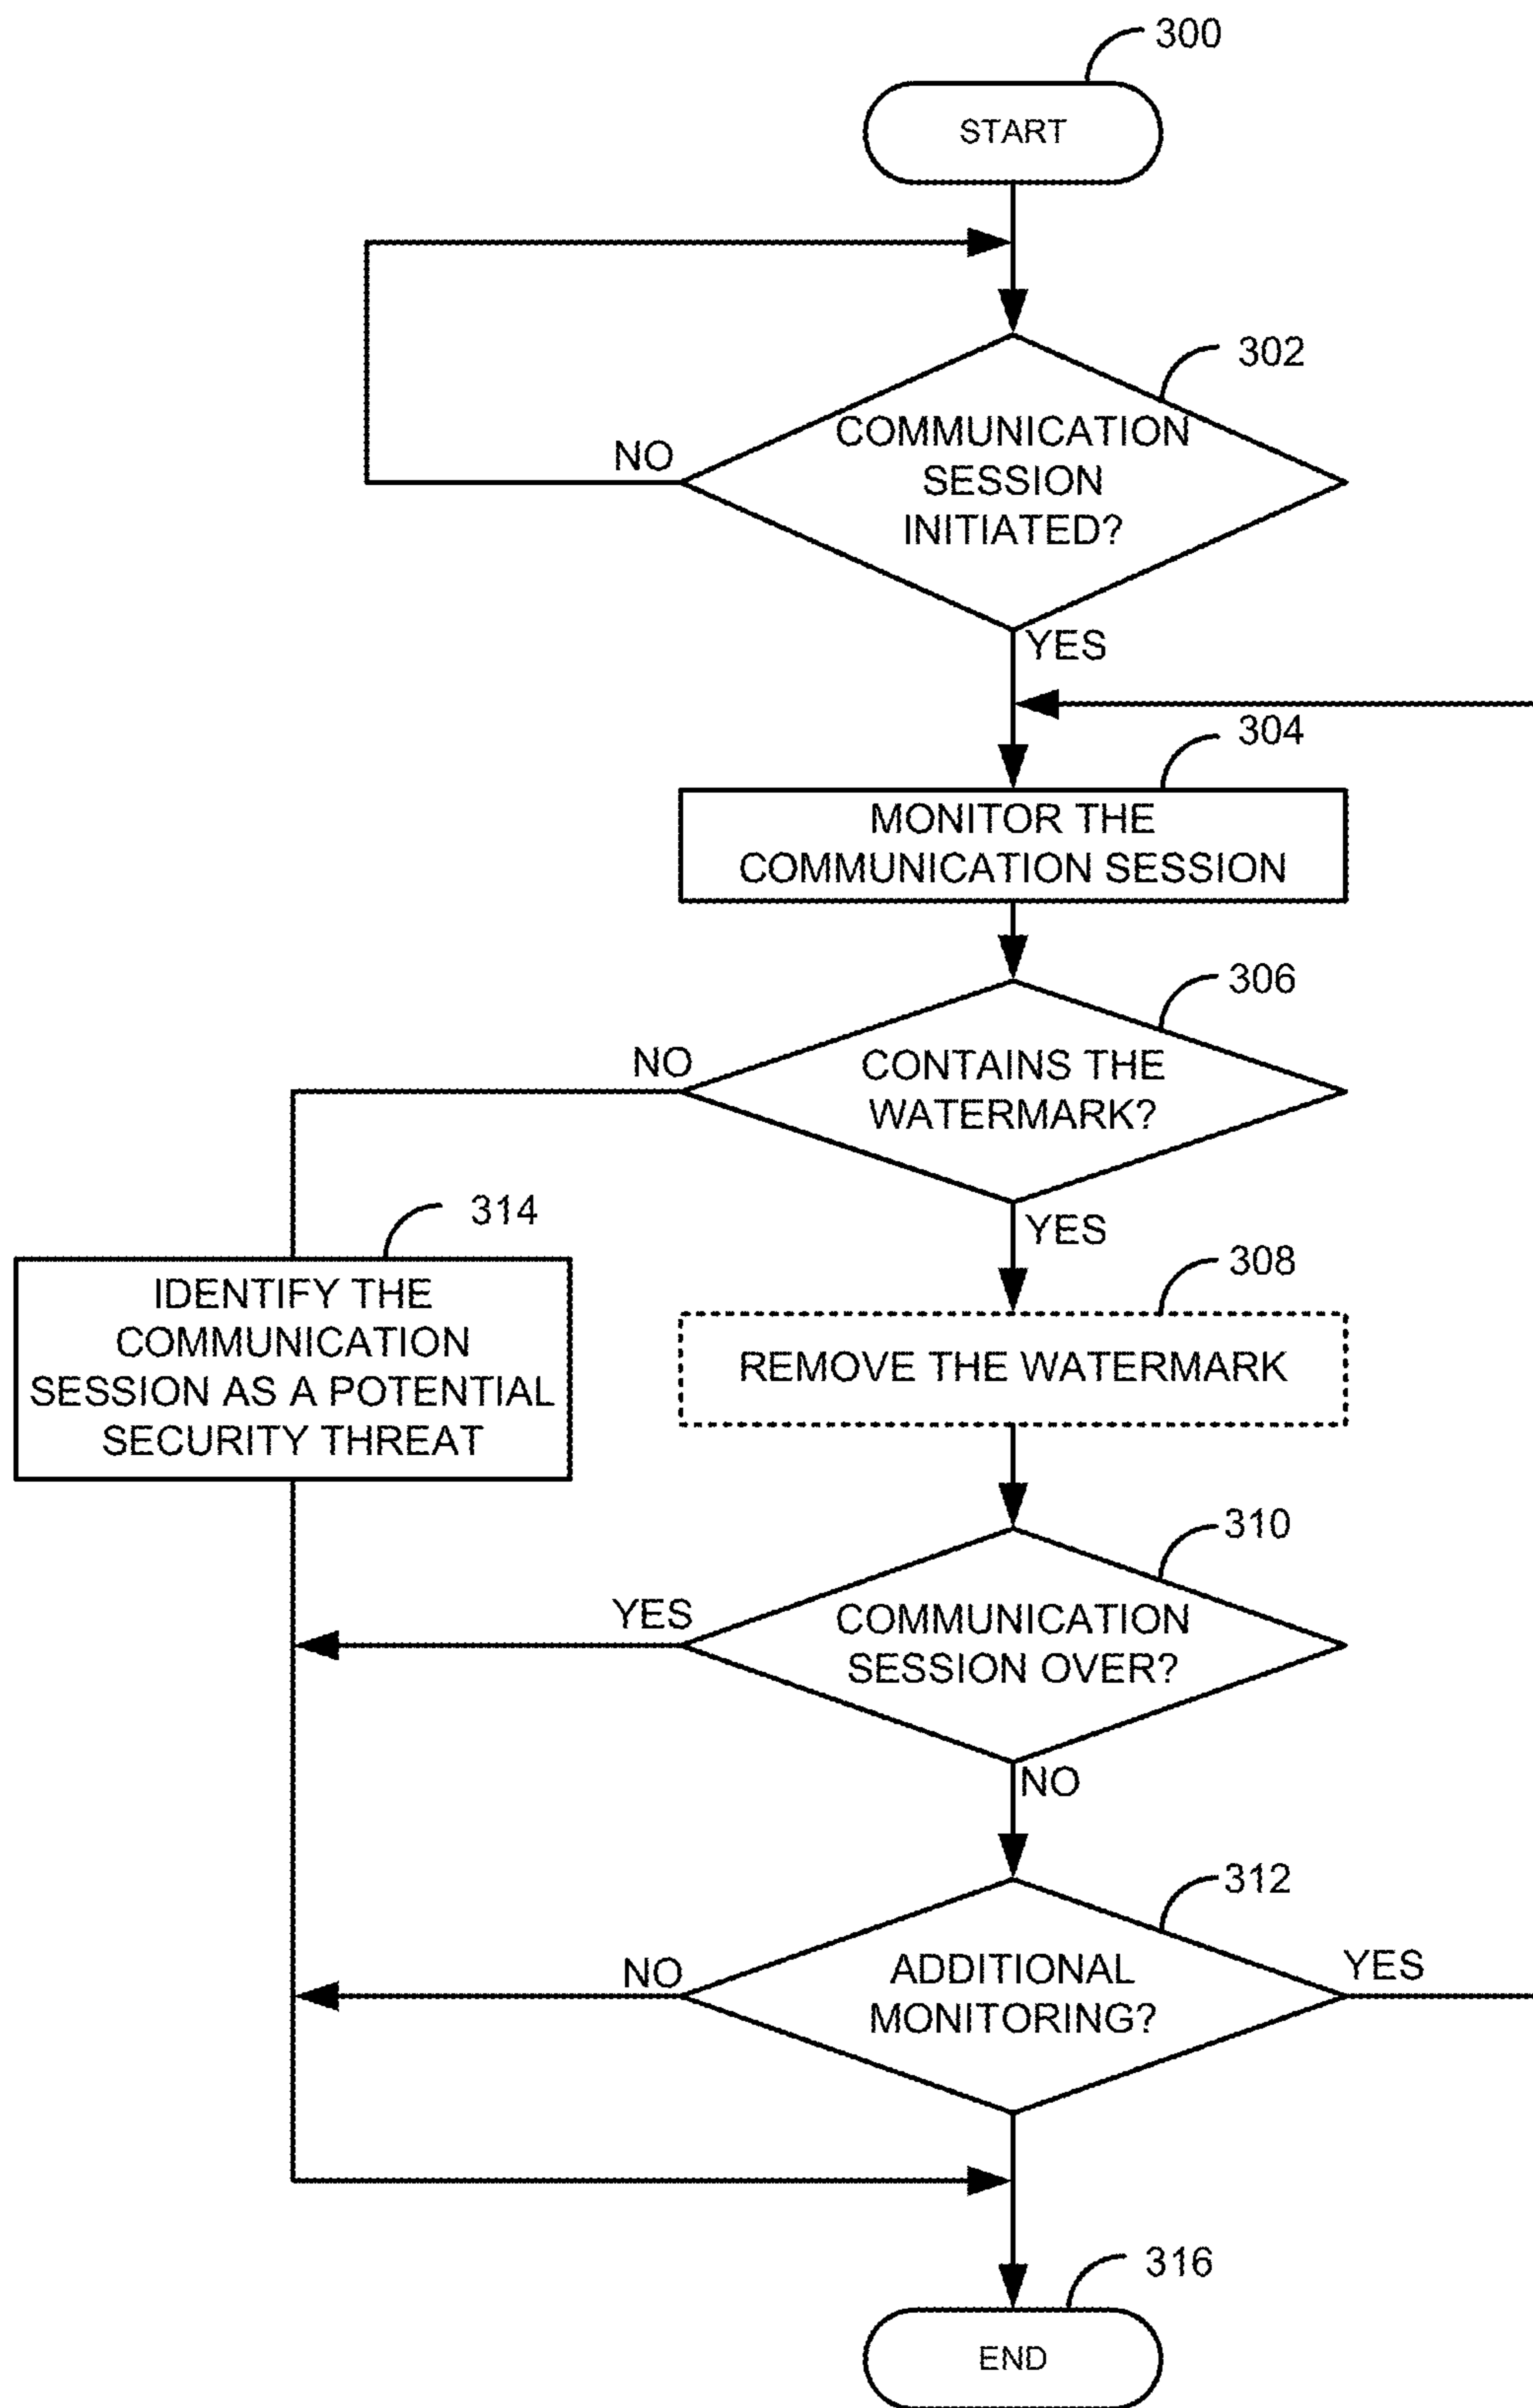 300
START
302
COMMUNICATION
SESSION
INITIATED?
NO
YES
304
MONITOR THE
COMMUNICATION SESSION
306
CONTAINS THE
WATERMARK?
NO
YES
314
IDENTIFY THE
COMMUNICATION
SESSION AS A POTENTIAL
SECURITY THREAT
308
REMOVE THE WATERMARK
310
COMMUNICATION
SESSION OVER?
YES
NO
312
ADDITIONAL
MONITORING?
NO
YES
316
END